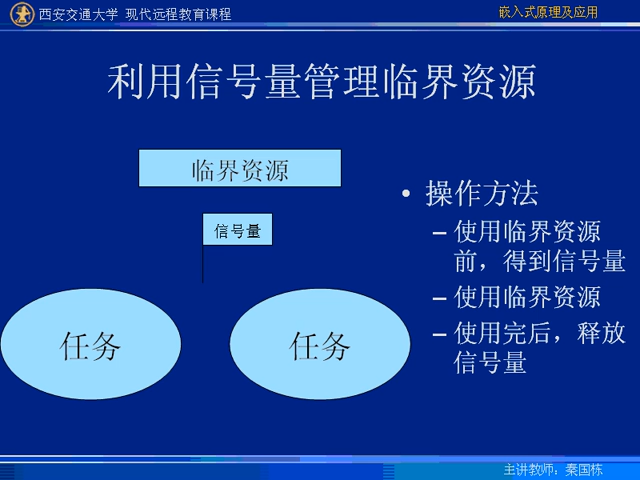 西安交通大学 现代远程教育课程
嵌入式原理及应用
利用信号量管理临界资源
临界资源
信号量
任务
任务
• 操作方法
– 使用临界资源
前，得到信号量
– 使用临界资源
– 使用完后，释放
信号量
主讲教师：秦国栋